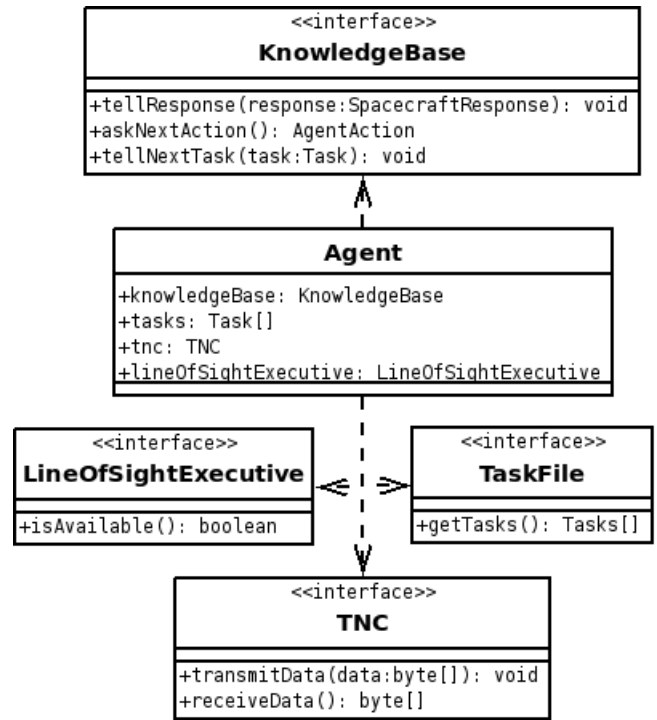 <<interface>>
KnowledgeBase
+tellResponse(response:SpacecraftResponse): void
+askNextAction(): AgentAction
+tellNextTask(task:Task): void
Agent
+knowledgeBase: KnowledgeBase
+tasks: Task[]
+tnc: TNC
+lineOfSightExecutive: LineOfSightExecutive
<<interface>>
LineOfSightExecutive
+isAvailable(): boolean
<<interface>>
TaskFile
+getTasks(): Tasks[]
<<interface>>
TNC
+transmitData(data:byte[]): void
+receiveData(): byte[]